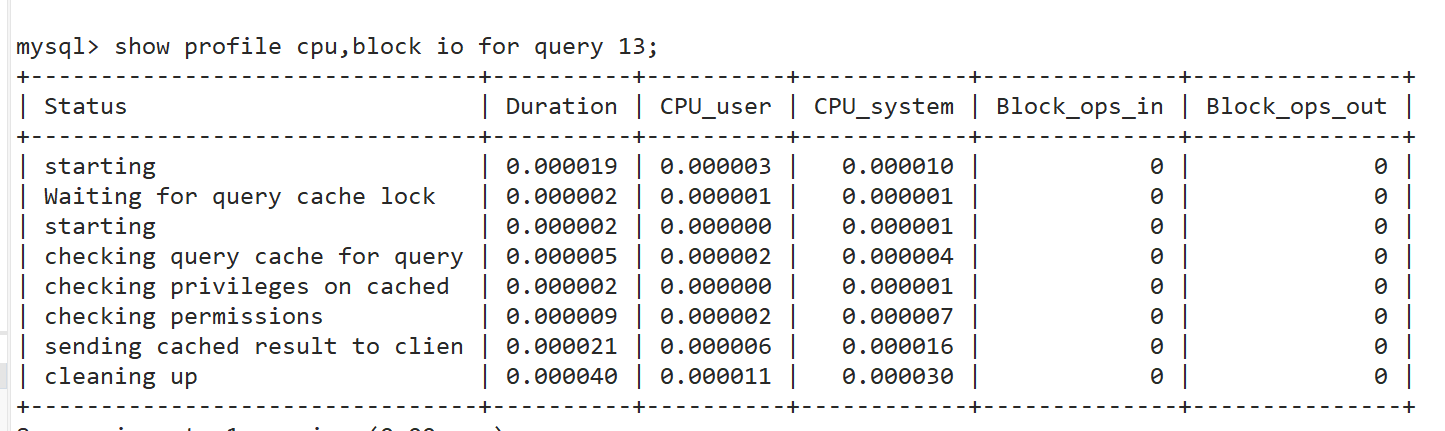 mysql> show profile cpu,block io for query 13;
+--------------------------------+----------+----------+------------+--------------+---------------+
| Status                         | Duration | CPU_user | CPU_system | Block_ops_in | Block_ops_out |
+--------------------------------+----------+----------+------------+--------------+---------------+
| starting                       | 0.000019 | 0.000003 |   0.000010 |            0 |             0 |
| Waiting for query cache lock   | 0.000002 | 0.000001 |   0.000001 |            0 |             0 |
| starting                       | 0.000002 | 0.000000 |   0.000001 |            0 |             0 |
| checking query cache for query | 0.000005 | 0.000002 |   0.000004 |            0 |             0 |
| checking privileges on cached  | 0.000002 | 0.000000 |   0.000001 |            0 |             0 |
| checking permissions           | 0.000009 | 0.000002 |   0.000007 |            0 |             0 |
| sending cached result to clien | 0.000021 | 0.000006 |   0.000016 |            0 |             0 |
| cleaning up                    | 0.000040 | 0.000011 |   0.000030 |            0 |             0 |
+--------------------------------+----------+----------+------------+--------------+---------------+